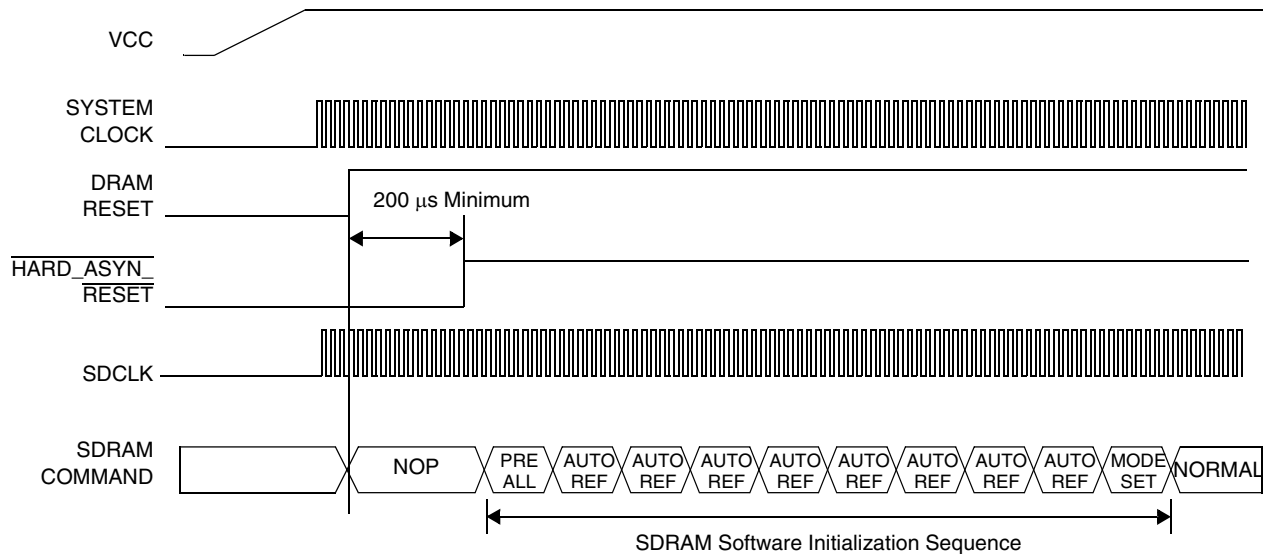 VCC
SYSTEM
CLOCK
DRAM
RESET
200 μs Minimum
HARD_ASYN_
RESET
SDCLK
SDRAM
COMMAND
NOP
PRE
ALL
AUTO
REF
AUTO
REF
AUTO
REF
AUTO
REF
AUTO
REF
AUTO
REF
AUTO
REF
AUTO
REF
MODE
SET
NORMAL
SDRAM Software Initialization Sequence